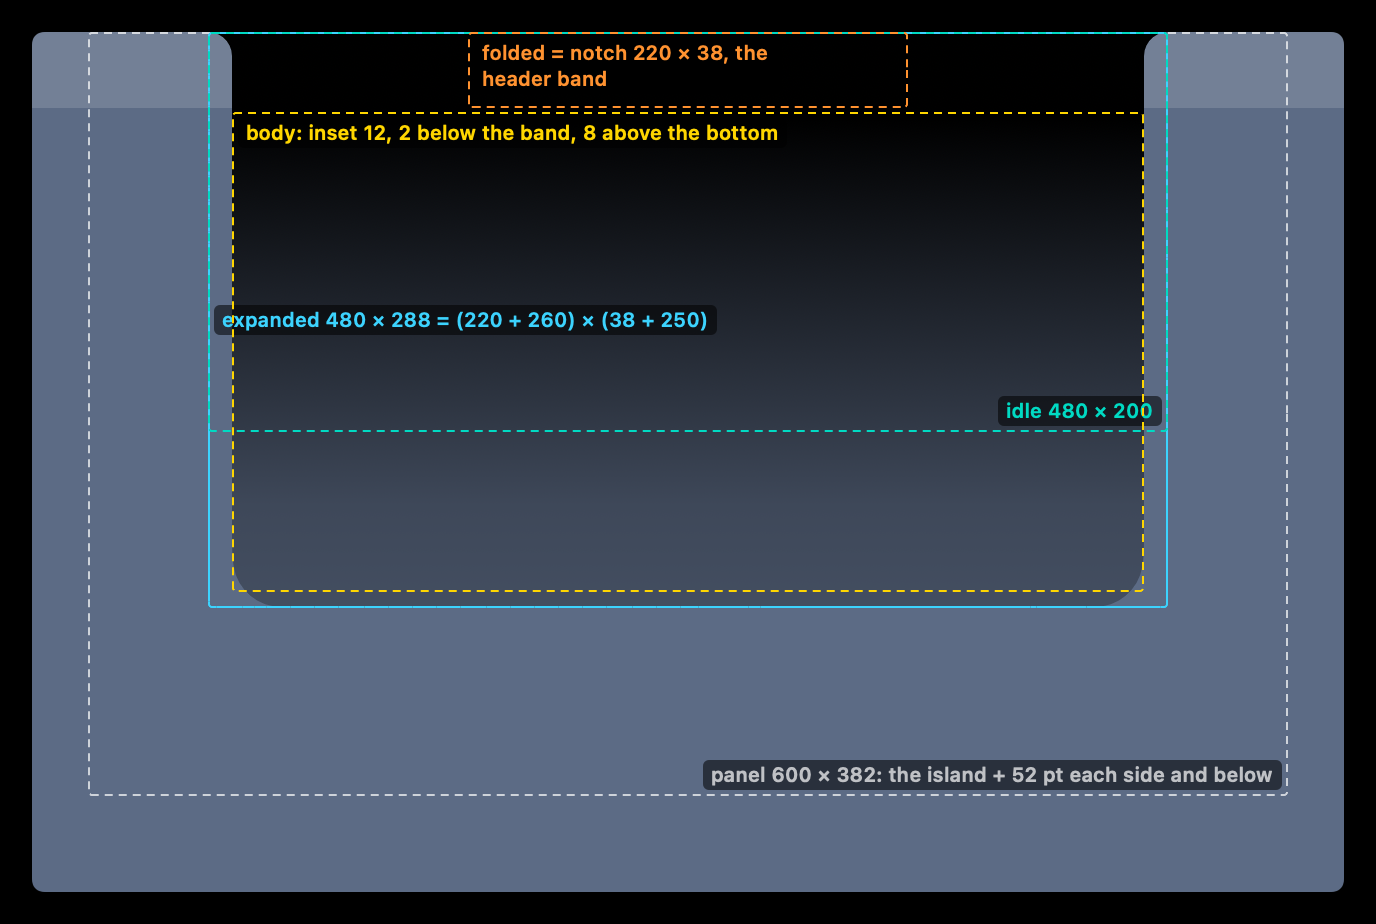 folded = notch 220 × 38, the
header band
body: inset 12, 2 below the band, 8 above the bottom
expanded 480 × 288 = (220 + 260) × (38 + 250)
idle 480 × 200
panel 600 × 382: the island + 52 pt each side and below